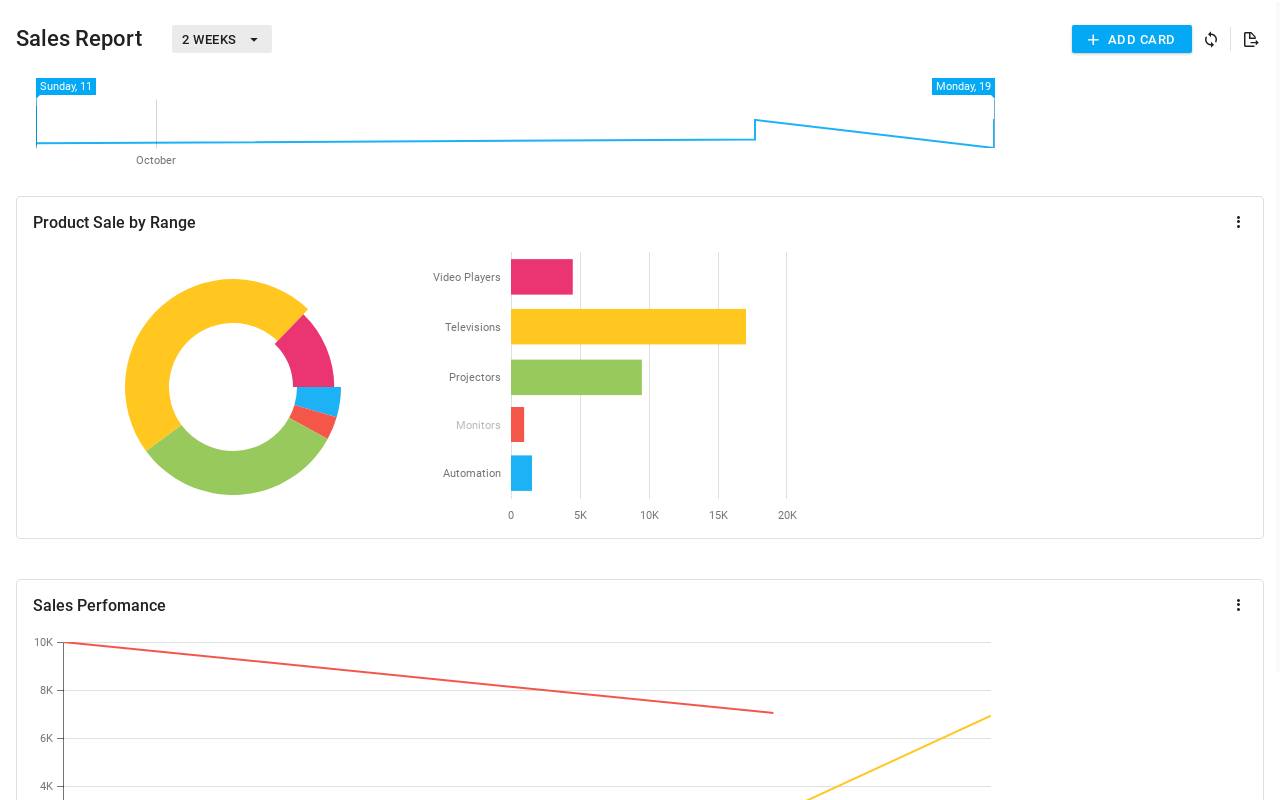 Sales Report
2 WEEKS
ADD CARD
Sunday, 11
Monday, 19
October
Product Sale by Range
Video Players
Televisions
Projectors
Monitors
Automation
0 5K 10K 15K 20K
Sales Perfomance
10K
8K
6K
4K